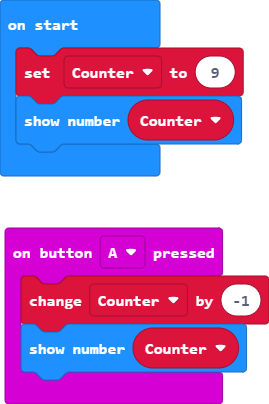 on start
set Counter to 9
show number Counter
on button A pressed
change Counter by -1
show number Counter